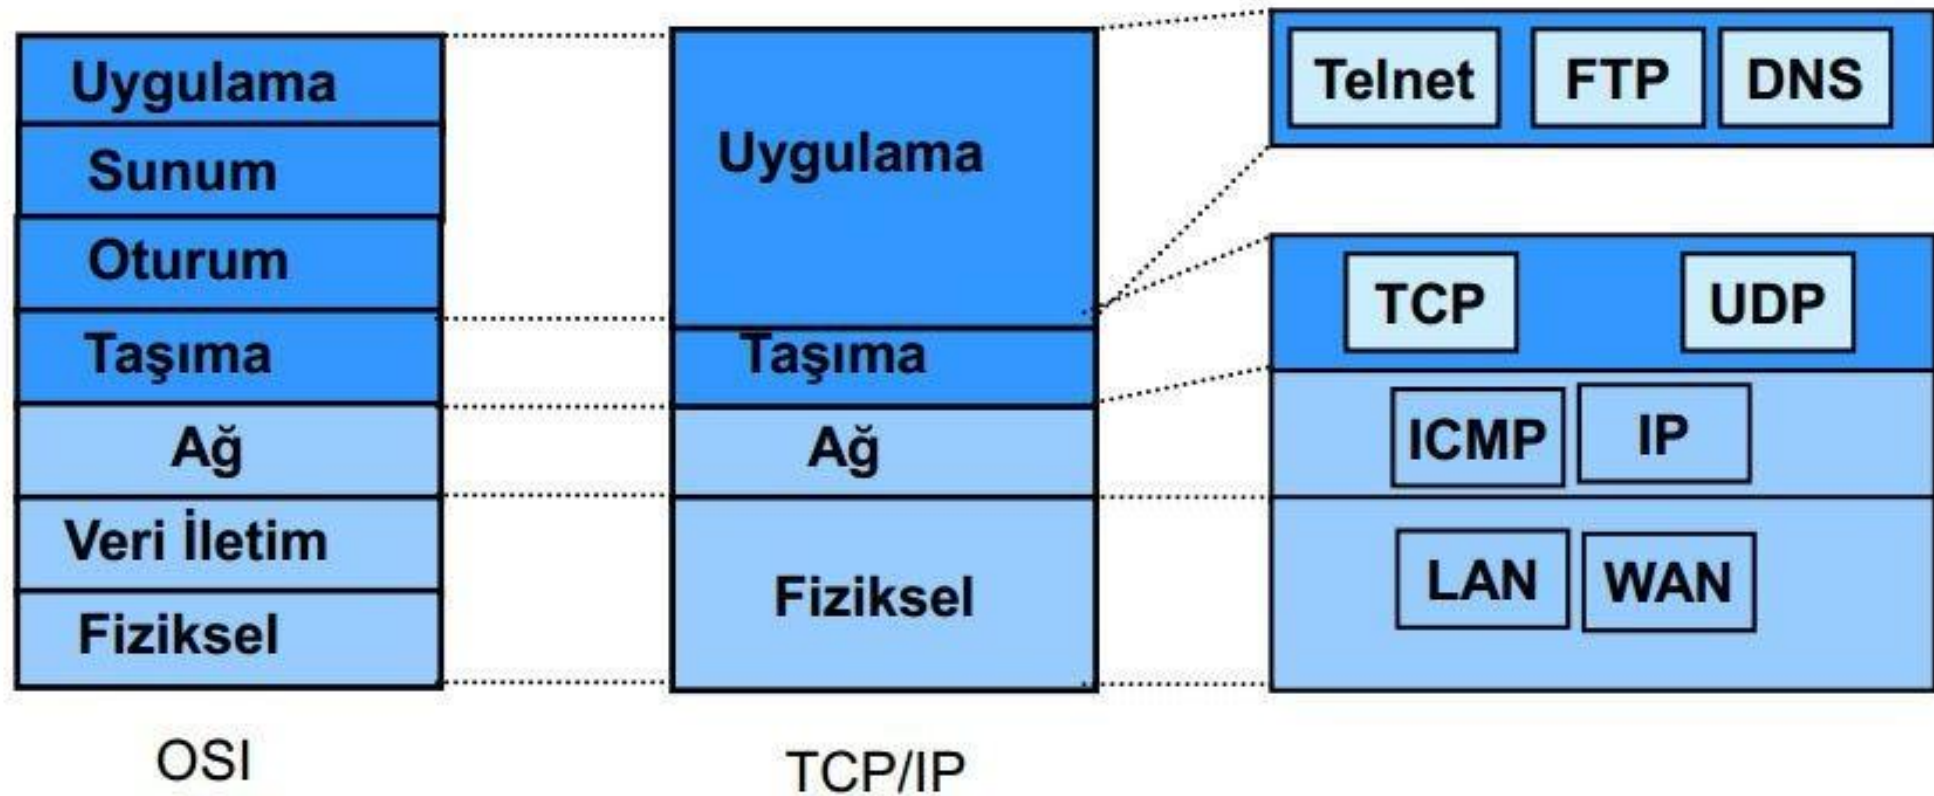 Uygulama
Sunum
Oturum
Taşıma
Ağ
Veri İletim
Fiziksel
OSI
Uygulama
Taşıma
Ağ
Fiziksel
TCP/IP
Telnet FTP DNS
TCP UDP
ICMP IP
LAN WAN